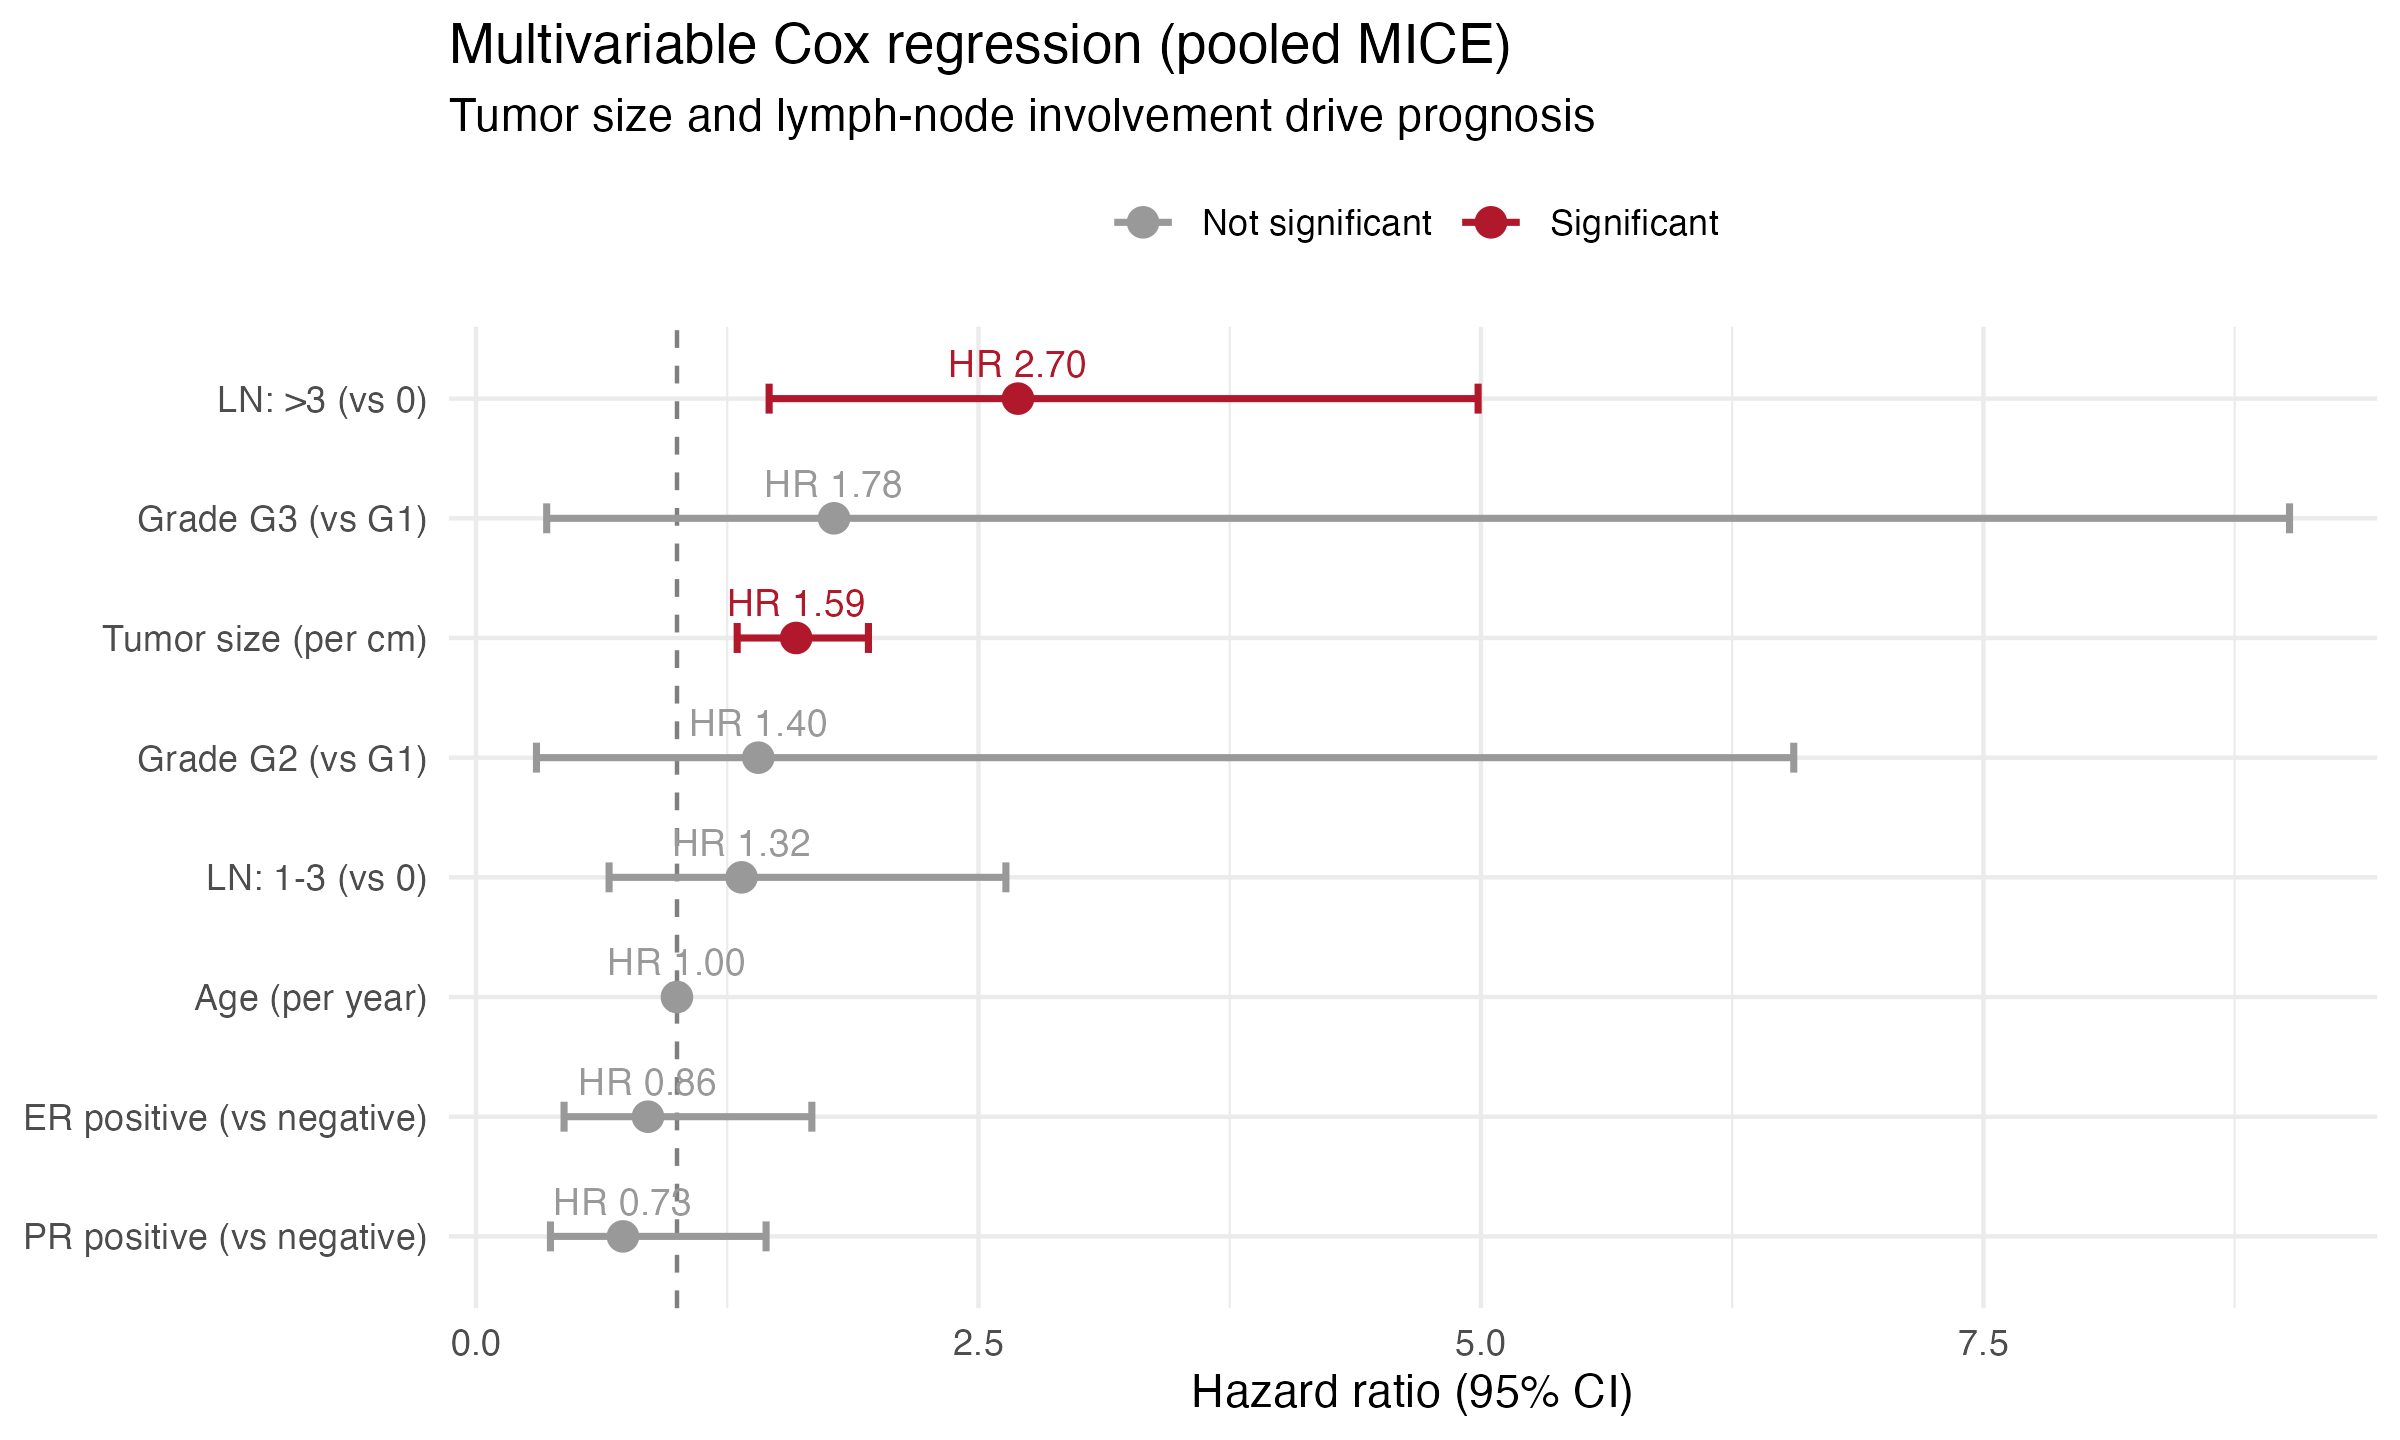 Multivariable Cox regression (pooled MICE)
Tumor size and lymph-node involvement drive prognosis
Not significant
Significant
LN: >3 (vs 0)
HR 2.70
Grade G3 (vs G1)
HR 1.78
Tumor size (per cm)
HR 1.59
Grade G2 (vs G1)
HR 1.40
LN: 1-3 (vs 0)
HR 1.32
Age (per year)
HR 1.00
ER positive (vs negative)
HR 0.86
PR positive (vs negative)
HR 0.73
0.0
2.5
5.0
7.5
Hazard ratio (95% CI)